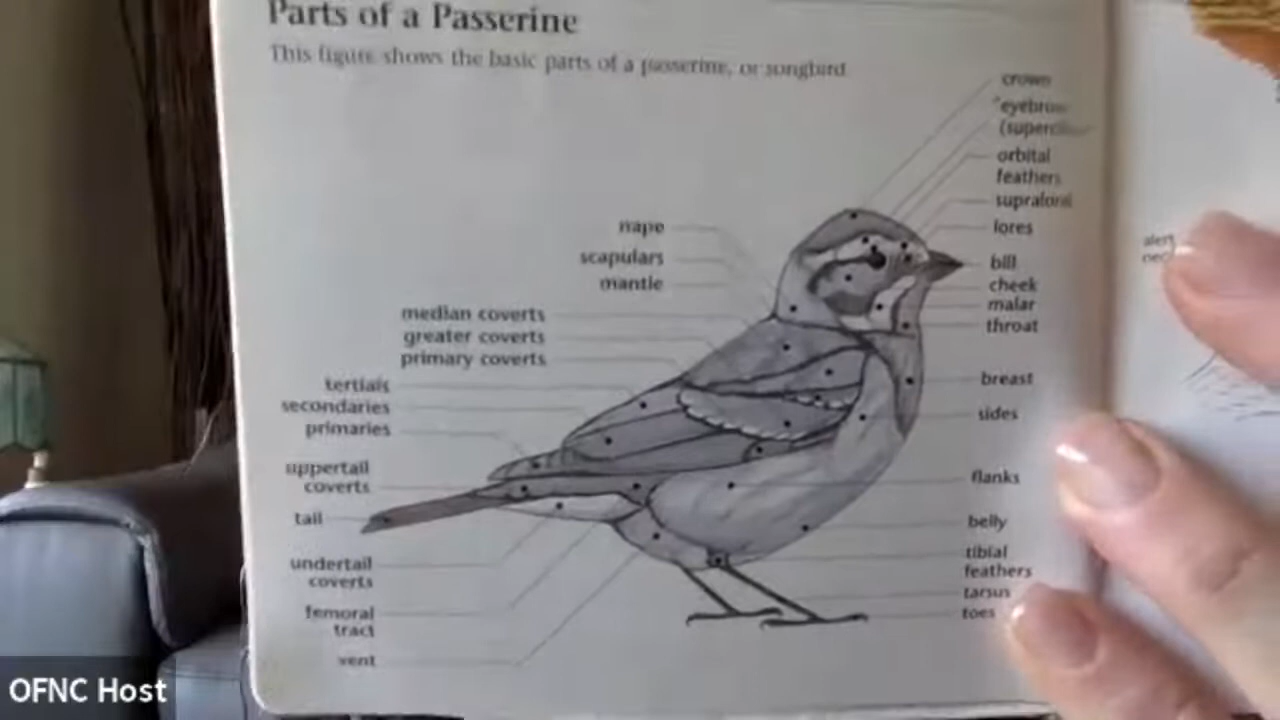 Parts of a Passerine
This figure shows the basic parts of a passerine, or songbird
crown
orbital
feathers
supraloral
lores
bill
cheek
malar
throat
breast
sides
flanks
belly
tibial
feathers
tarsus
toes
nape
scapulars
mantle
median coverts
greater coverts
primary coverts
tertials
secondaries
primaries
uppertail
coverts
tail
undertail
coverts
femoral
tract
vent
alert
OFNC Host